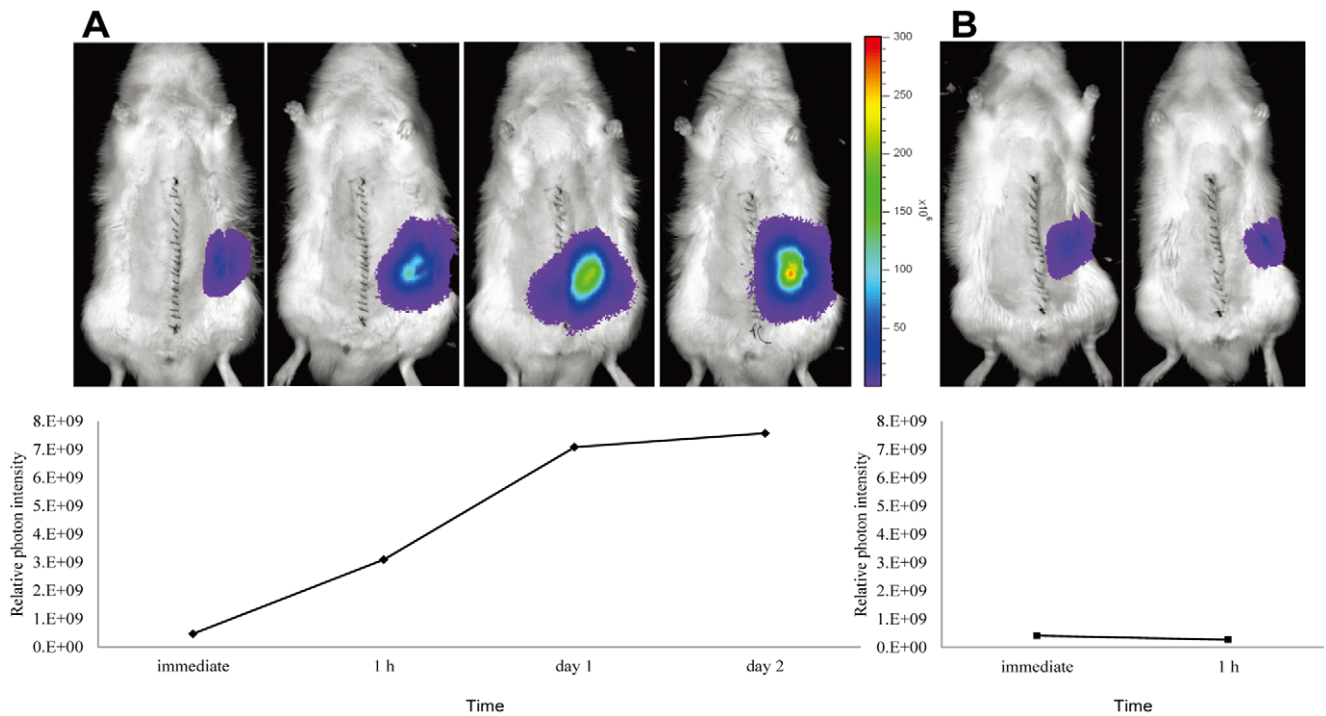 A
B
300
250
200
150
100
50
x10⁶
8.E+09
7.E+09
6.E+09
5.E+09
4.E+09
3.E+09
2.E+09
1.E+09
0.E+00
Relative photon intensity
immediate 1 h day 1 day 2
Time
8.E+09
7.E+09
6.E+09
5.E+09
4.E+09
3.E+09
2.E+09
1.E+09
0.E+00
Relative photon intensity
immediate 1 h
Time